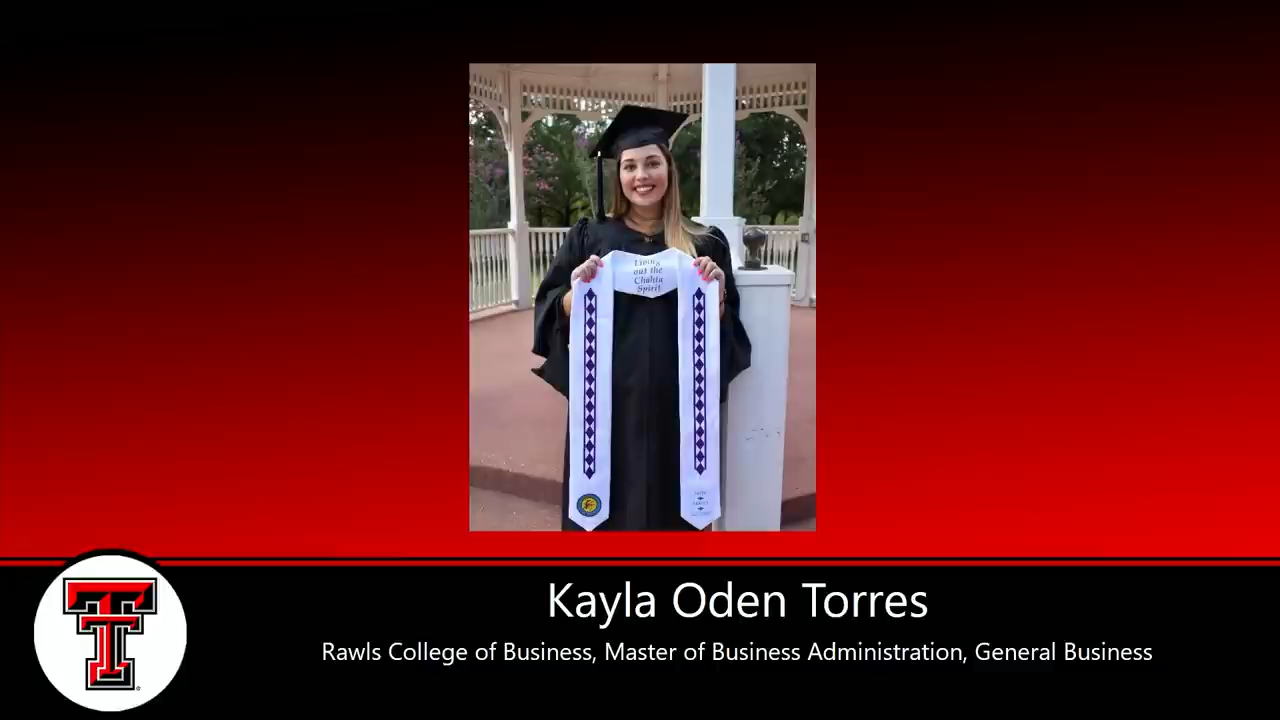 Living
out the
Chahta
Spirit
Kayla Oden Torres
Rawls College of Business, Master of Business Administration, General Business